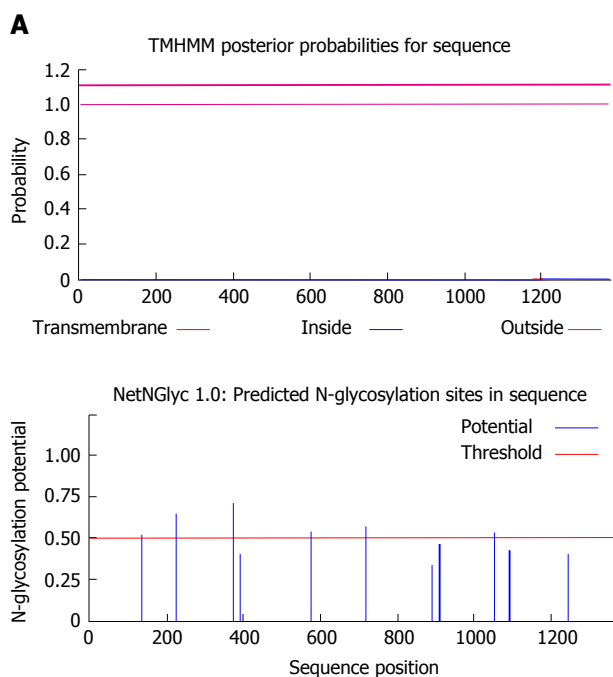 A
TMHMM posterior probabilities for sequence
1.2
1.0
0.8
0.6
0.4
0.2
0
Probability
0 200 400 600 800 1000 1200
Transmembrane Inside Outside
NetNGlyc 1.0: Predicted N-glycosylation sites in sequence
Potential
Threshold
1.00
0.75
0.50
0.25
0
N-glycosylation potential
0 200 400 600 800 1000 1200
Sequence position